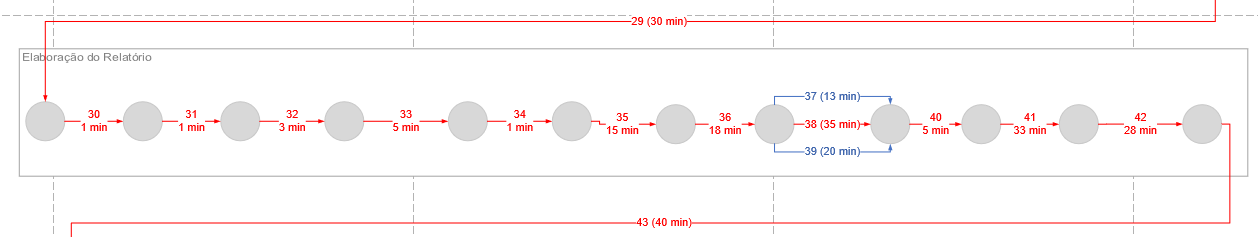 29 (30 min)
Elaboração do Relatório
30
1 min
31
1 min
32
3 min
33
5 min
34
1 min
35
15 min
36
18 min
37 (13 min)
38 (35 min)
39 (20 min)
40
5 min
41
33 min
42
28 min
43 (40 min)